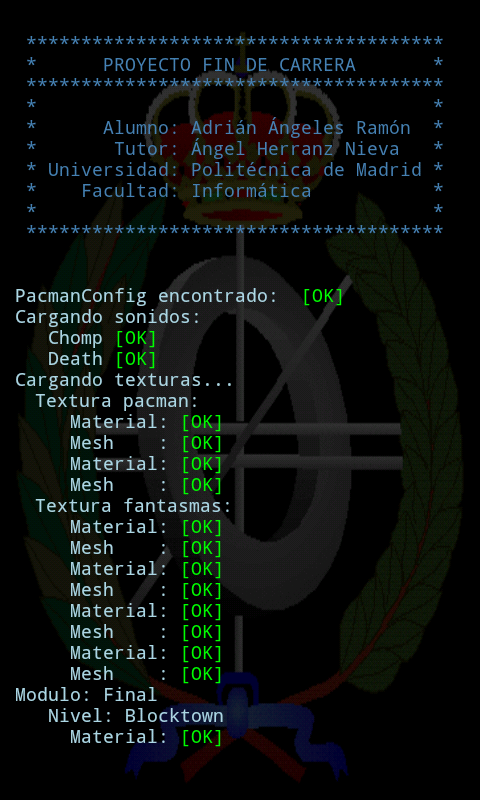 **************************************
* PROYECTO FIN DE CARRERA *
**************************************
* *
* Alumno: Adrián Ángeles Ramón *
* Tutor: Ángel Herranz Nieva *
* Universidad: Politécnica de Madrid *
* Facultad: Informática *
* *
**************************************
PacmanConfig encontrado: [OK]
Cargando sonidos:
Chomp [OK]
Death [OK]
Cargando texturas...
Textura pacman:
Material: [OK]
Mesh : [OK]
Material: [OK]
Mesh : [OK]
Textura fantasmas:
Material: [OK]
Mesh : [OK]
Material: [OK]
Mesh : [OK]
Material: [OK]
Mesh : [OK]
Material: [OK]
Mesh : [OK]
Modulo: Final
Nivel: Blocktown
Material: [OK]